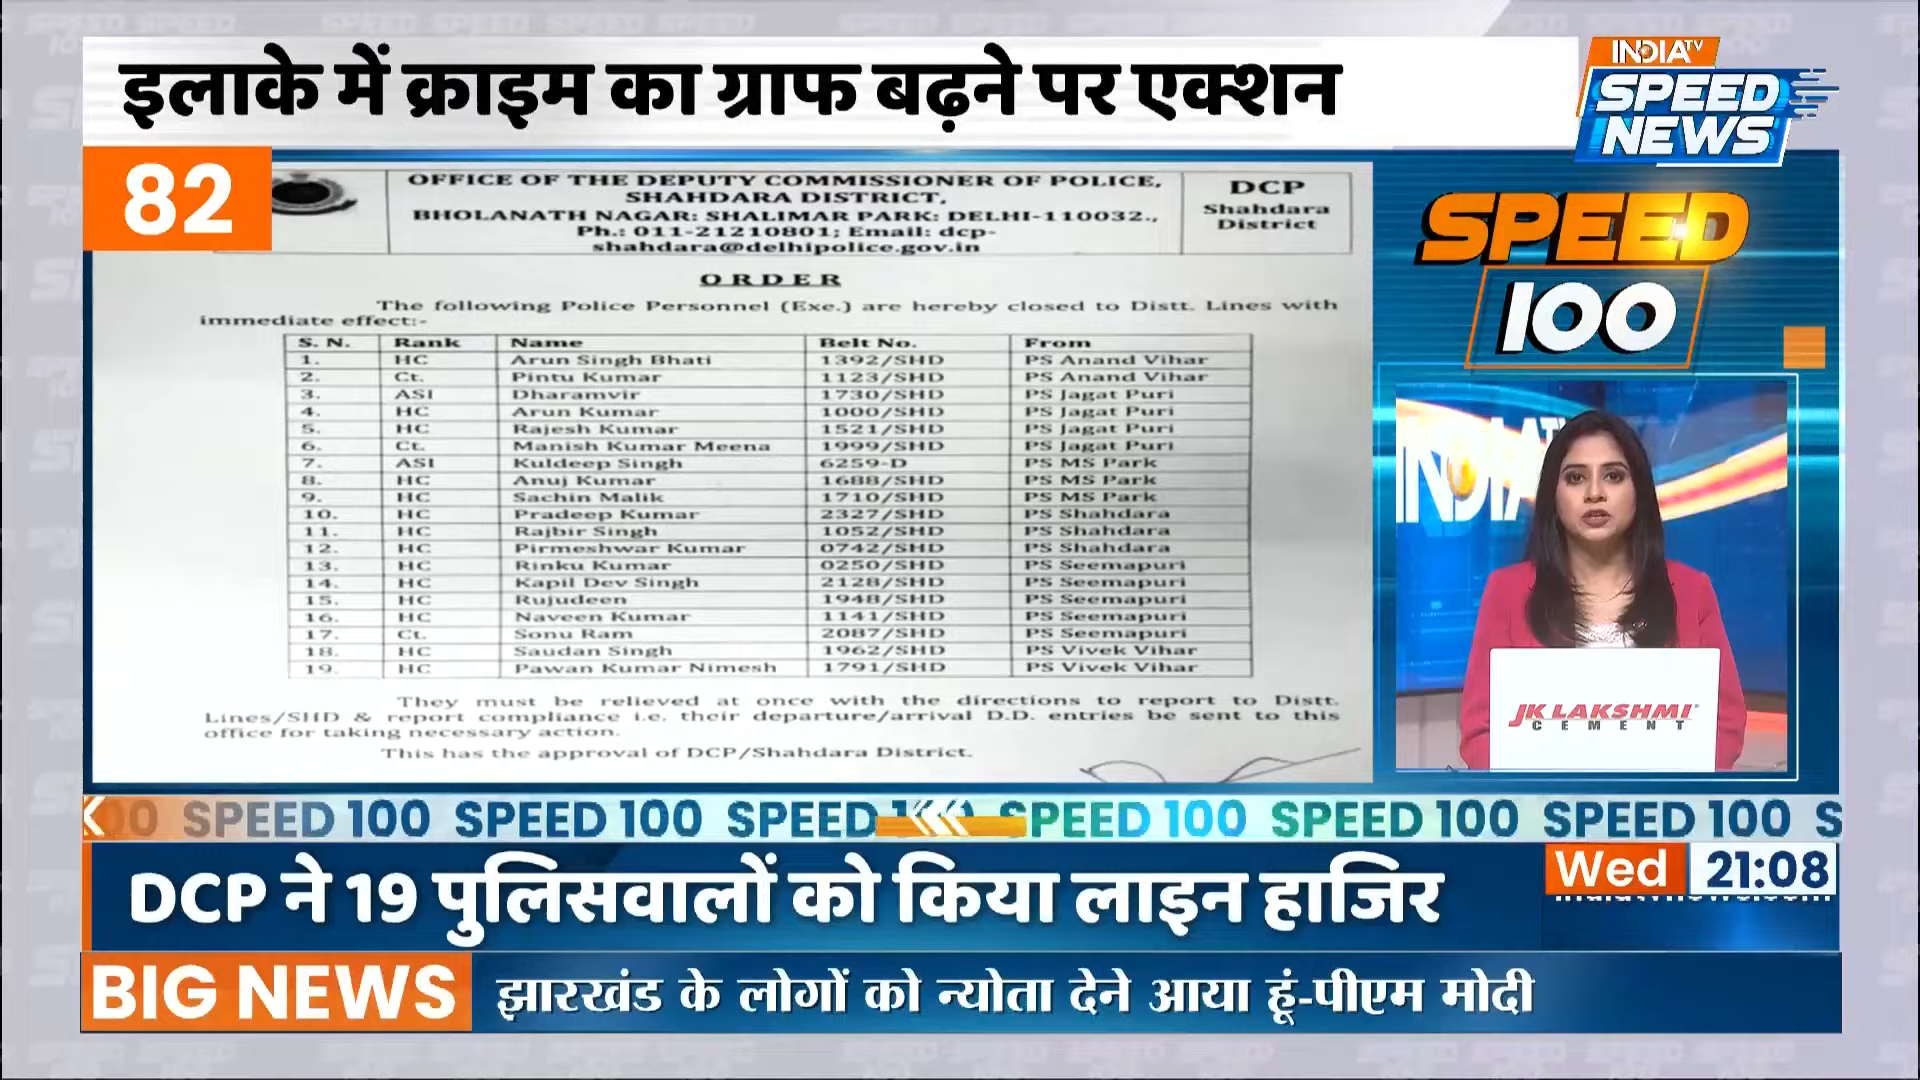 इलाके में क्राइम का ग्राफ बढ़ने पर एक्शन
INDIA TV
SPEED
NEWS
82
OFFICE OF THE DEPUTY COMMISSIONER OF POLICE,
SHAHDARA DISTRICT,
BHOLANATH NAGAR: SHALIMAR PARK: DELHI-110032.,
Ph.: 011-21210801; Email: dcp-
shahdara@delhipolice.gov.in
DCP
Shahdara
District
SPEED
100
ORDER
The following Police Personnel (Exe.) are hereby closed to Distt. Lines with
immediate effect:-
S. N. Rank Name Belt No. From
1. HC Arun Singh Bhati 1392/SHD PS Anand Vihar
2. Ct. Pintu Kumar 1123/SHD PS Anand Vihar
3. ASI Dharamvir 1730/SHD PS Jagat Puri
4. HC Arun Kumar 1000/SHD PS Jagat Puri
5. HC Rajesh Kumar 1521/SHD PS Jagat Puri
6. Ct. Manish Kumar Meena 1999/SHD PS Jagat Puri
7. ASI Kuldeep Singh 6259-D PS MS Park
8. HC Anuj Kumar 1688/SHD PS MS Park
9. HC Sachin Malik 1710/SHD PS MS Park
10. HC Pradeep Kumar 2327/SHD PS Shahdara
11. HC Rajbir Singh 1052/SHD PS Shahdara
12. HC Pirmeshwar Kumar 0742/SHD PS Shahdara
13. HC Rinku Kumar 0250/SHD PS Seemapuri
14. HC Kapil Dev Singh 2128/SHD PS Seemapuri
15. HC Rujudeen 1948/SHD PS Seemapuri
16. HC Naveen Kumar 1141/SHD PS Seemapuri
17. Ct. Sonu Ram 2087/SHD PS Seemapuri
18. HC Saudan Singh 1962/SHD PS Vivek Vihar
19. HC Pawan Kumar Nimesh 1791/SHD PS Vivek Vihar
They must be relieved at once with the directions to report to Distt.
Lines/SHD & report compliance i.e. their departure/arrival D.D. entries be sent to this
office for taking necessary action.
This has the approval of DCP/Shahdara District.
JK LAKSHMI
CEMENT
00 SPEED 100 SPEED 100 SPEED SPEED 100 SPEED 100 SPEED 100 S
DCP ने 19 पुलिसवालों को किया लाइन हाजिर
Wed 21:08
BIG NEWS
झारखंड के लोगों को न्योता देने आया हूं-पीएम मोदी